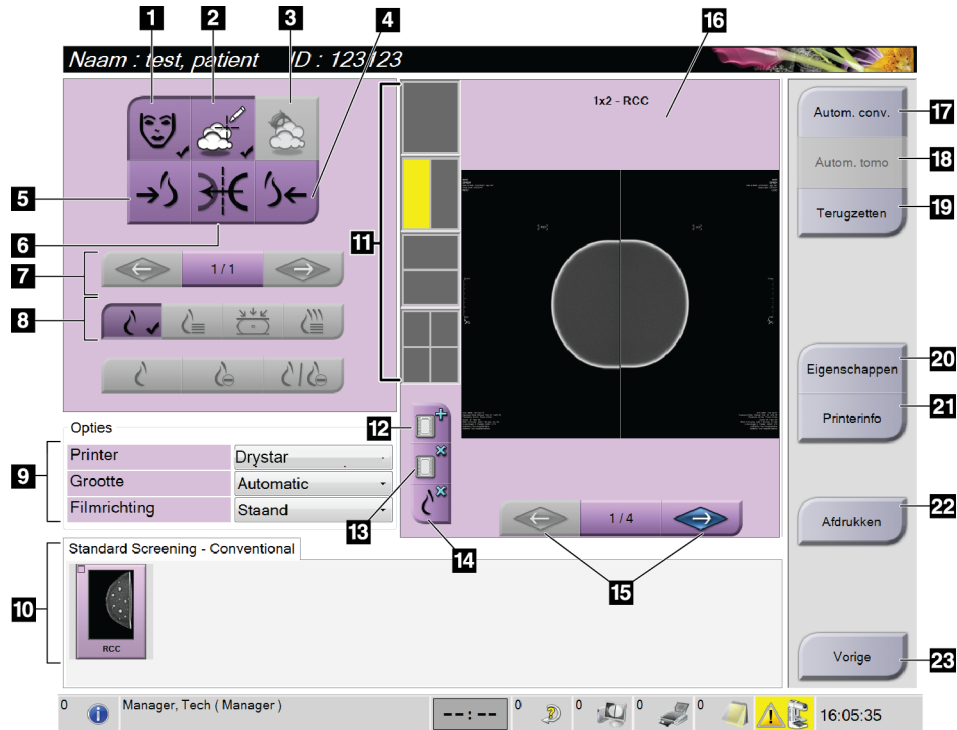 1 2 3 4
16
Naam : test, patient ID : 123123
1x2 - RCC
Autom. conv.
17
Autom. tomo
18
Terugzetten
19
5
6
11
7
1 / 1
8
Eigenschappen
20
Printerinfo
21
Opties
12
9
Printer
Drystar
Grootte
Automatic
Filmrichting
Staand
13
14
1 / 4
15
Afdrukken
22
10
Standard Screening - Conventional
RCC
Vorige
23
0
Manager, Tech ( Manager )
--:--
0
0
0
0
16:05:35